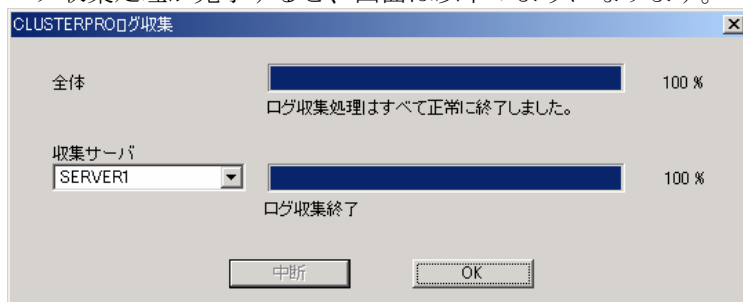 CLUSTERPROログ収集
全体
100 %
ログ収集処理はすべて正常に終了しました。
収集サーバ
SERVER1
100 %
ログ収集終了
中断
OK